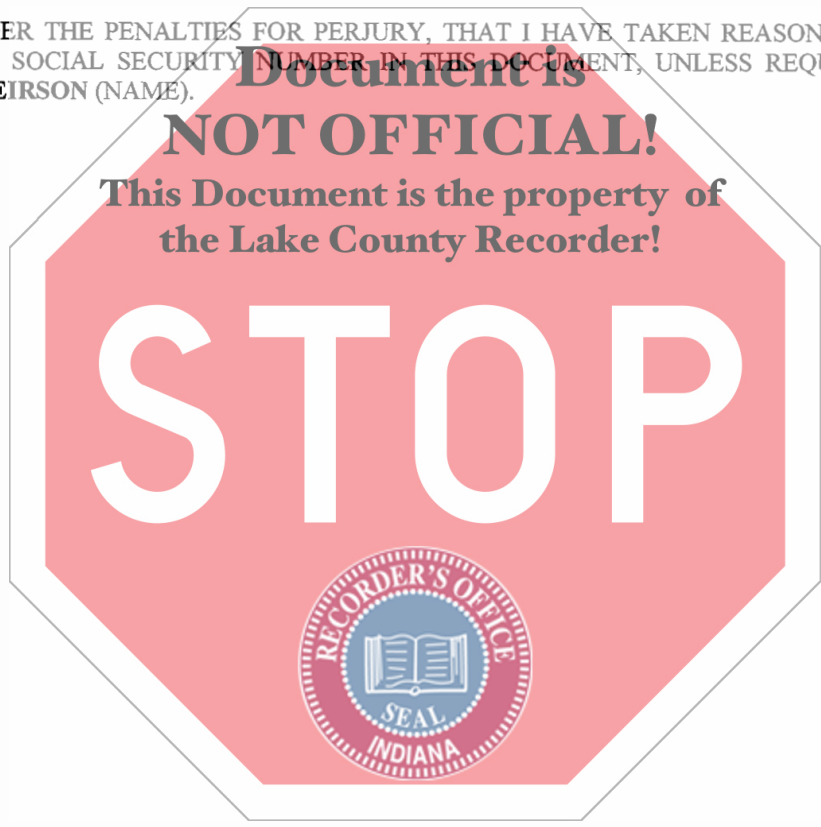 ER THE PENALTIES FOR PERJURY, THAT I HAVE TAKEN REASON
SOCIAL SECURITY NUMBER IN THIS DOCUMENT, UNLESS REQU
EIRSON (NAME).
Document is
NOT OFFICIAL!
This Document is the property of
the Lake County Recorder!
STOP
RECORDER'S OFFICE
SEAL
INDIANA